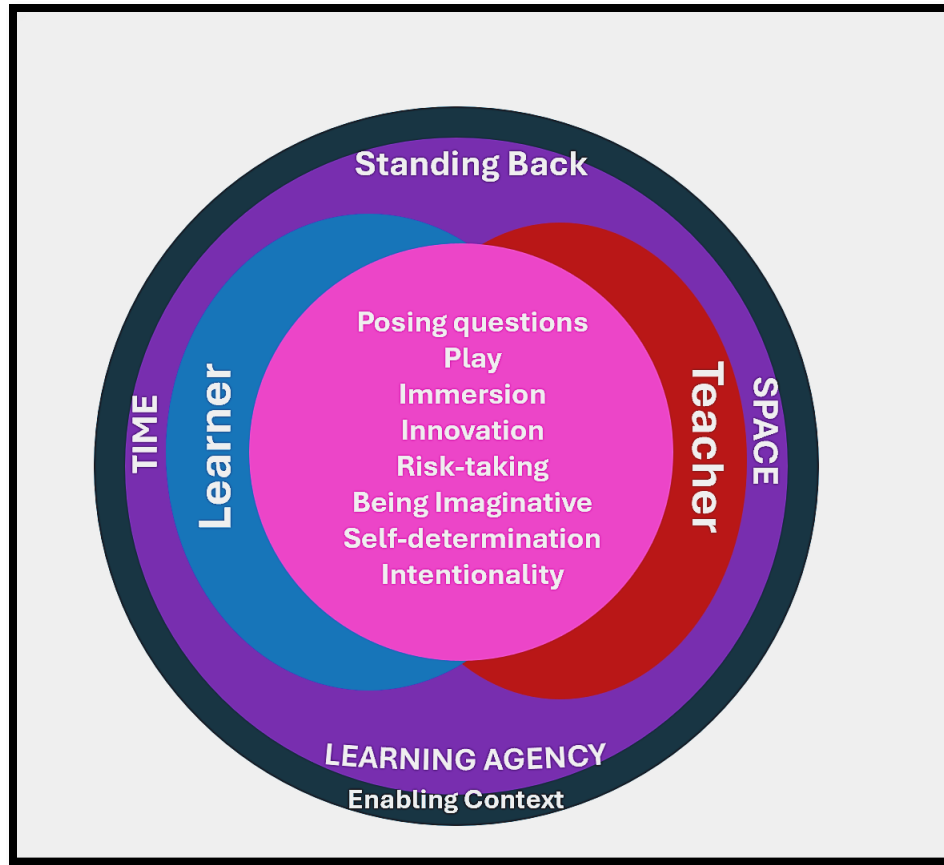 Standing Back
TIME
Learner
Posing questions
Play
Immersion
Innovation
Risk-taking
Being Imaginative
Self-determination
Intentionality
Teacher
SPACE
LEARNING AGENCY
Enabling Context